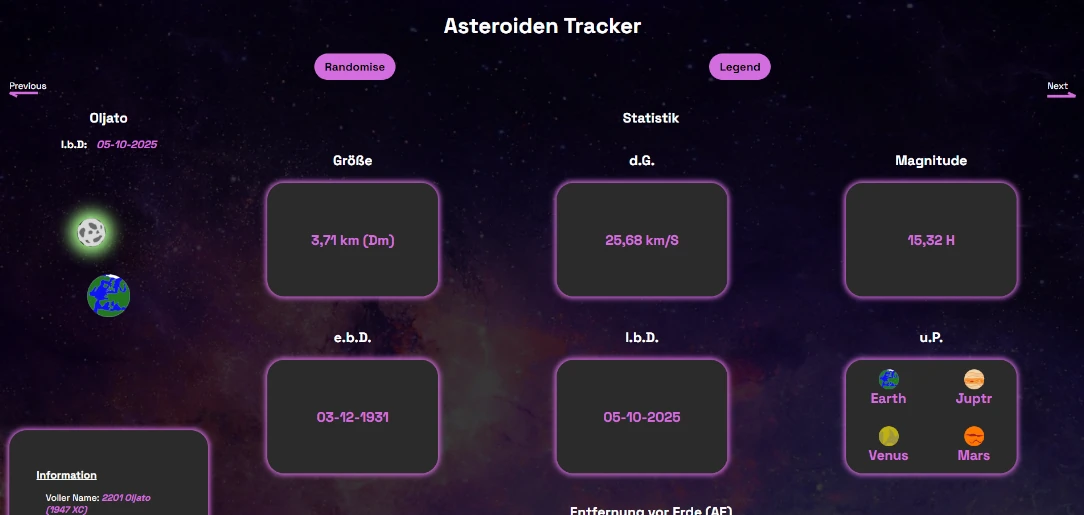 Asteroiden Tracker
Randomise
Legend
Previous
Next
Oljato
l.b.D: 05-10-2025
Statistik
Größe
d.G.
Magnitude
3,71 km (Dm)
25,68 km/S
15,32 H
e.b.D.
l.b.D.
u.P.
03-12-1931
05-10-2025
Earth
Juptr
Venus
Mars
Information
Voller Name: 2201 Oljato
(1947 XC)
Entfernung vor Erde (AE)